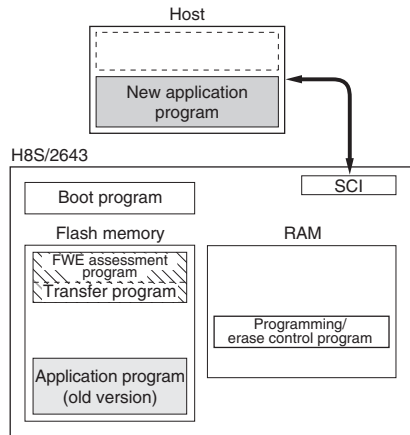 Host
New application
program
H8S/2643
SCI
Boot program
Flash memory
RAM
FWE assessment
program
Transfer program
Programming/
erase control program
Application program
(old version)